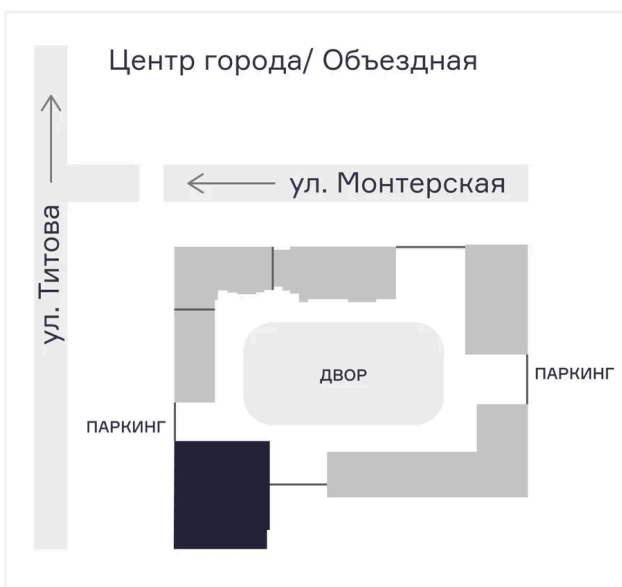 Центр города/ Объездная
ул. Монтерская
ул. Титова
ДВОР
ПАРКИНГ
ПАРКИНГ